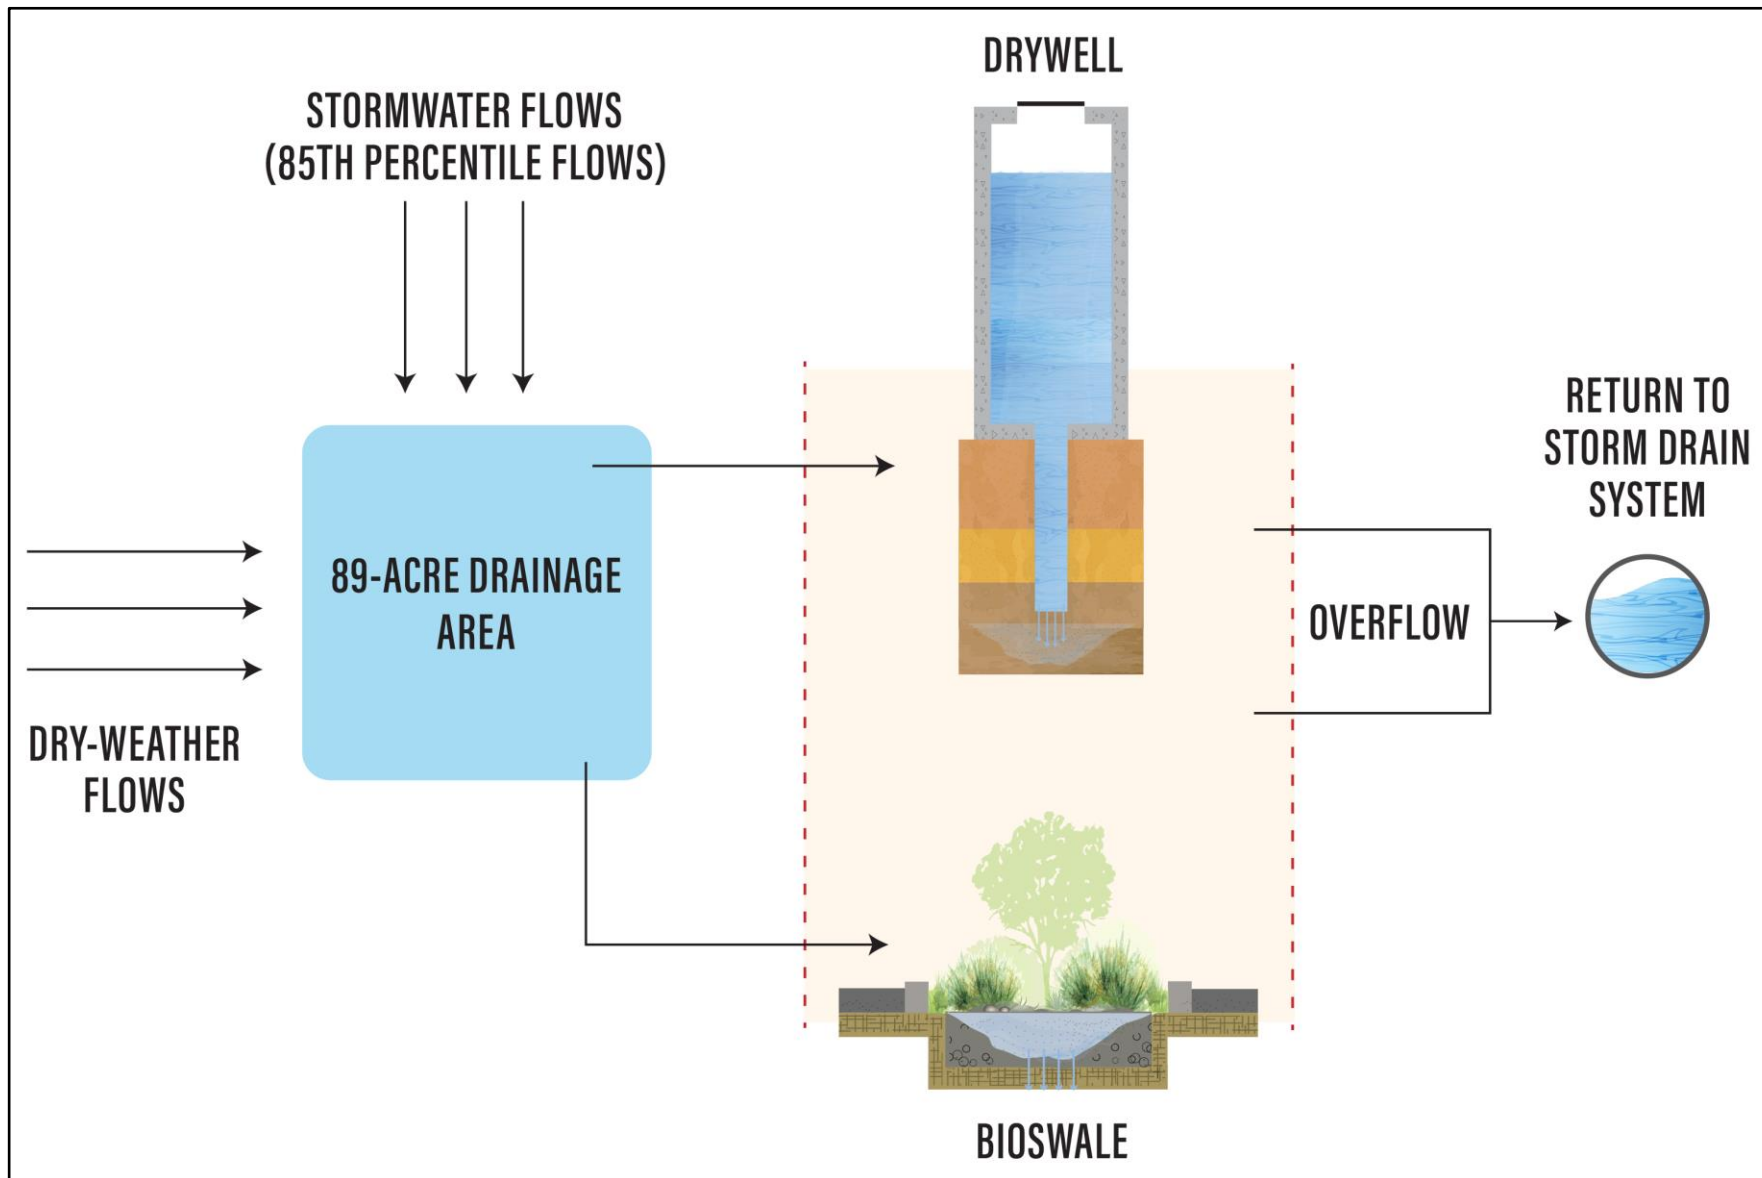 DRYWELL
STORMWATER FLOWS
(85TH PERCENTILE FLOWS)
RETURN TO
STORM DRAIN
SYSTEM
89-ACRE DRAINAGE
AREA
OVERFLOW
DRY-WEATHER
FLOWS
BIOSWALE